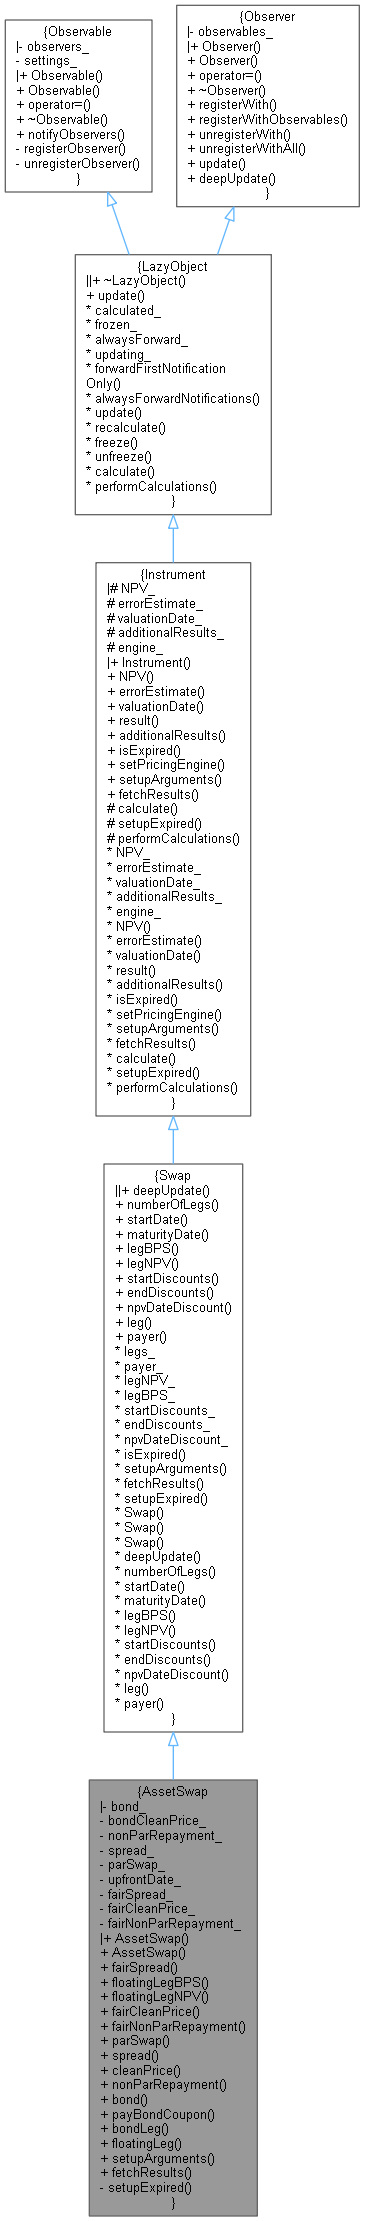 {Observable
|- observers_
- settings_
|+ Observable()
+ Observable()
+ operator=()
+ ~Observable()
+ notifyObservers()
- registerObserver()
- unregisterObserver()
}
{Observer
|- observables_
|+ Observer()
+ Observer()
+ operator=()
+ ~Observer()
+ registerWith()
+ registerWithObservables()
+ unregisterWith()
+ unregisterWithAll()
+ update()
+ deepUpdate()
}
{LazyObject
||+ ~LazyObject()
+ update()
* calculated_
* frozen_
* alwaysForward_
* updating_
* forwardFirstNotification
Only()
* alwaysForwardNotifications()
* update()
* recalculate()
* freeze()
* unfreeze()
* calculate()
* performCalculations()
}
{Instrument
|# NPV_
# errorEstimate_
# valuationDate_
# additionalResults_
# engine_
|+ Instrument()
+ NPV()
+ errorEstimate()
+ valuationDate()
+ result()
+ additionalResults()
+ isExpired()
+ setPricingEngine()
+ setupArguments()
+ fetchResults()
# calculate()
# setupExpired()
# performCalculations()
* NPV_
* errorEstimate_
* valuationDate_
* additionalResults_
* engine_
* NPV()
* errorEstimate()
* valuationDate()
* result()
* additionalResults()
* isExpired()
* setPricingEngine()
* setupArguments()
* fetchResults()
* calculate()
* setupExpired()
* performCalculations()
}
{Swap
||+ deepUpdate()
+ numberOfLegs()
+ startDate()
+ maturityDate()
+ legBPS()
+ legNPV()
+ startDiscounts()
+ endDiscounts()
+ npvDateDiscount()
+ leg()
+ payer()
* legs_
* payer_
* legNPV_
* legBPS_
* startDiscounts_
* endDiscounts_
* npvDateDiscount_
* isExpired()
* setupArguments()
* fetchResults()
* setupExpired()
* Swap()
* Swap()
* Swap()
* deepUpdate()
* numberOfLegs()
* startDate()
* maturityDate()
* legBPS()
* legNPV()
* startDiscounts()
* endDiscounts()
* npvDateDiscount()
* leg()
* payer()
}
{AssetSwap
|- bond_
- bondCleanPrice_
- nonParRepayment_
- spread_
- parSwap_
- upfrontDate_
- fairSpread_
- fairCleanPrice_
- fairNonParRepayment_
|+ AssetSwap()
+ AssetSwap()
+ fairSpread()
+ floatingLegBPS()
+ floatingLegNPV()
+ fairCleanPrice()
+ fairNonParRepayment()
+ parSwap()
+ spread()
+ cleanPrice()
+ nonParRepayment()
+ bond()
+ payBondCoupon()
+ bondLeg()
+ floatingLeg()
+ setupArguments()
+ fetchResults()
- setupExpired()
}